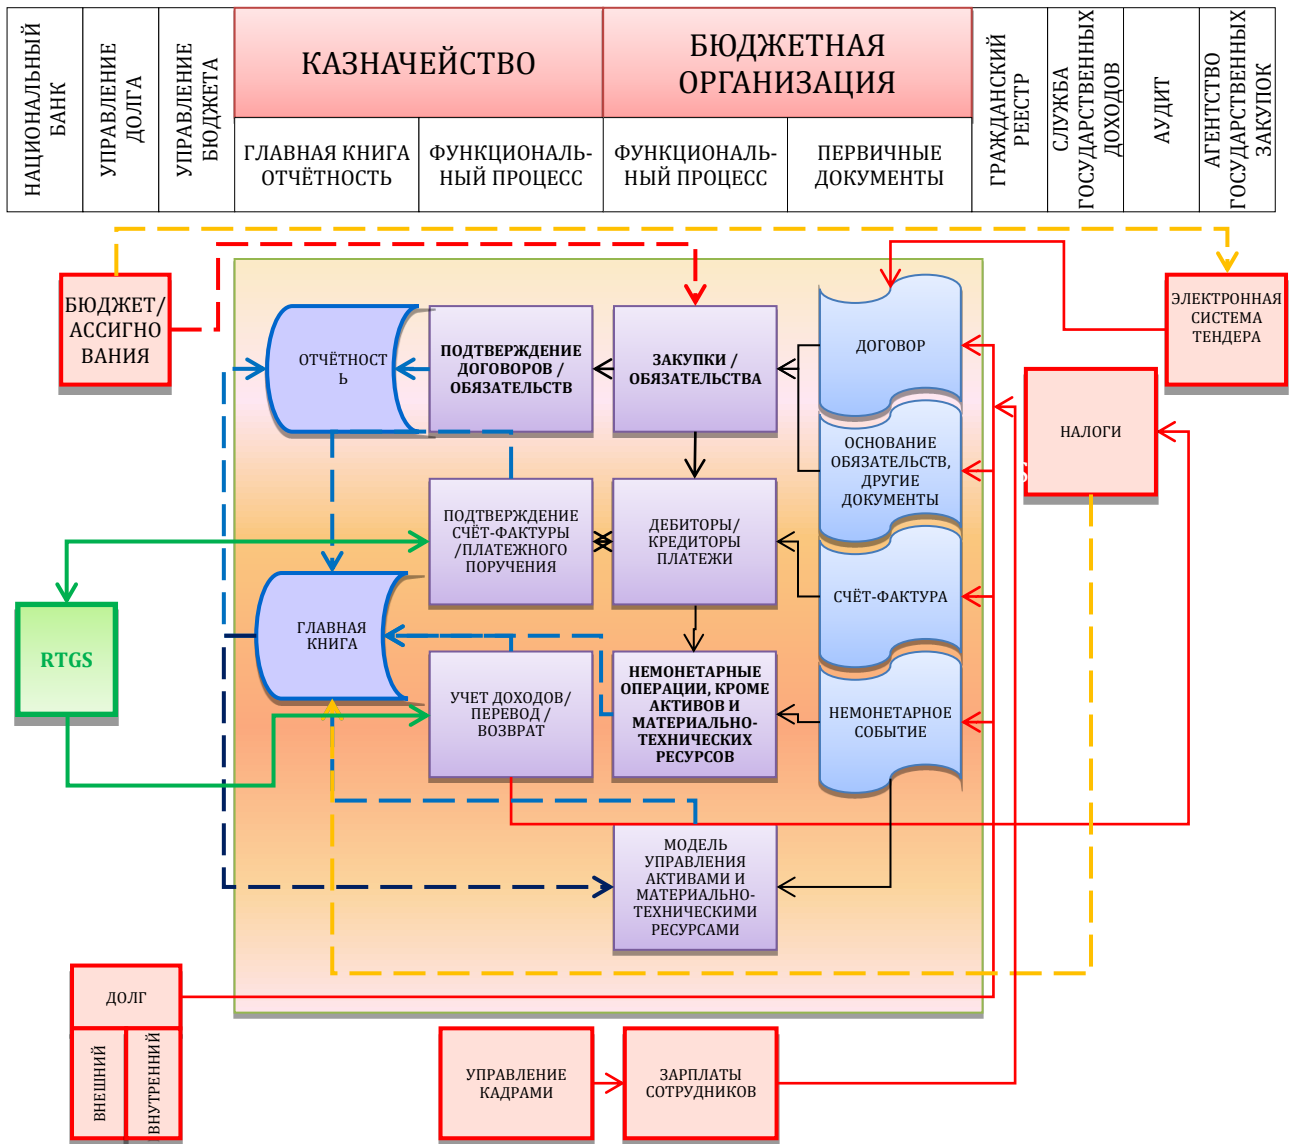 НАЦИОНАЛЬНЫЙ
БАНК
УПРАВЛЕНИЕ
ДОЛГА
УПРАВЛЕНИЕ
БЮДЖЕТА
КАЗНАЧЕЙСТВО
БЮДЖЕТНАЯ
ОРГАНИЗАЦИЯ
ГЛАВНАЯ КНИГА
ОТЧЁТНОСТЬ
ФУНКЦИОНАЛЬ-
НЫЙ ПРОЦЕСС
ФУНКЦИОНАЛЬ-
НЫЙ ПРОЦЕСС
ПЕРВИЧНЫЕ
ДОКУМЕНТЫ
ГРАЖДАНСКИЙ
РЕЕСТР
СЛУЖБА
ГОСУДАРСТВЕННЫХ
ДОХОДОВ
АУДИТ
АГЕНТСТВО
ГОСУДАРСТВЕННЫХ
ЗАКУПОК
БЮДЖЕТ/
АССИГНО
ВАНИЯ
ОТЧЁТНОСТ
Ь
ПОДТВЕРЖДЕНИЕ
ДОГОВОРОВ /
ОБЯЗАТЕЛЬСТВ
ЗАКУПКИ /
ОБЯЗАТЕЛЬСТВА
ДОГОВОР
ЭЛЕКТРОННАЯ
СИСТЕМА
ТЕНДЕРА
ОСНОВАНИЕ
ОБЯЗАТЕЛЬСТВ,
ДРУГИЕ
ДОКУМЕНТЫ
НАЛОГИ
ПОДТВЕРЖДЕНИЕ
СЧЁТ-ФАКТУРЫ
/ПЛАТЕЖНОГО
ПОРУЧЕНИЯ
ДЕБИТОРЫ/
КРЕДИТОРЫ
ПЛАТЕЖИ
СЧЁТ-ФАКТУРА
RTGS
ГЛАВНАЯ
КНИГА
УЧЕТ ДОХОДОВ/
ПЕРЕВОД /
ВОЗВРАТ
НЕМОНЕТАРНЫЕ
ОПЕРАЦИИ, КРОМЕ
АКТИВОВ И
МАТЕРИАЛЬНО-
ТЕХНИЧЕСКИХ
РЕСУРСОВ
НЕМОНЕТАРНОЕ
СОБЫТИЕ
МОДЕЛЬ
УПРАВЛЕНИЯ
АКТИВАМИ И
МАТЕРИАЛЬНО-
ТЕХНИЧЕСКИМИ
РЕСУРСАМИ
ДОЛГ
ВНЕШНИЙ
ВНУТРЕННИЙ
УПРАВЛЕНИЕ
КАДРАМИ
ЗАРПЛАТЫ
СОТРУДНИКОВ